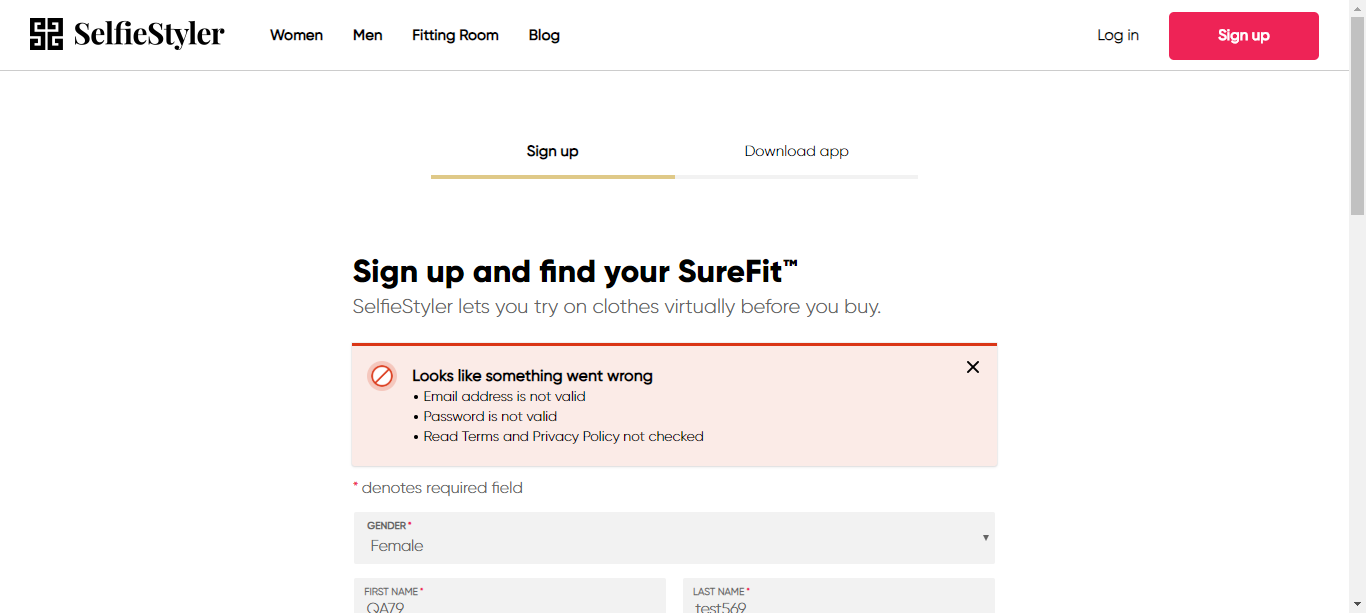 SelfieStyler Women Men Fitting Room Blog Log in Sign up
Sign up Download app
Sign up and find your SureFit™
SelfieStyler lets you try on clothes virtually before you buy.
Looks like something went wrong
• Email address is not valid
• Password is not valid
• Read Terms and Privacy Policy not checked
* denotes required field
GENDER *
Female
FIRST NAME * LAST NAME *
QA79 test569